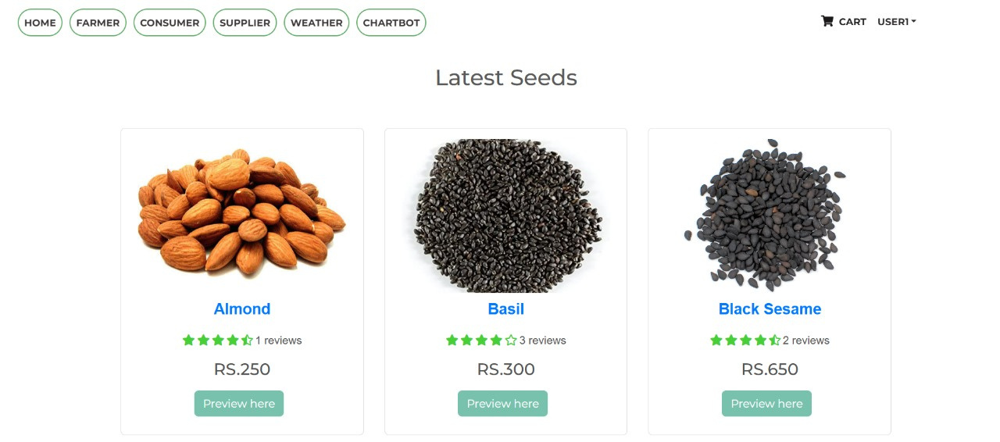 HOME FARMER CONSUMER SUPPLIER WEATHER CHARTBOT CART USER1
Latest Seeds
Almond
1 reviews
RS.250
Preview here
Basil
3 reviews
RS.300
Preview here
Black Sesame
2 reviews
RS.650
Preview here